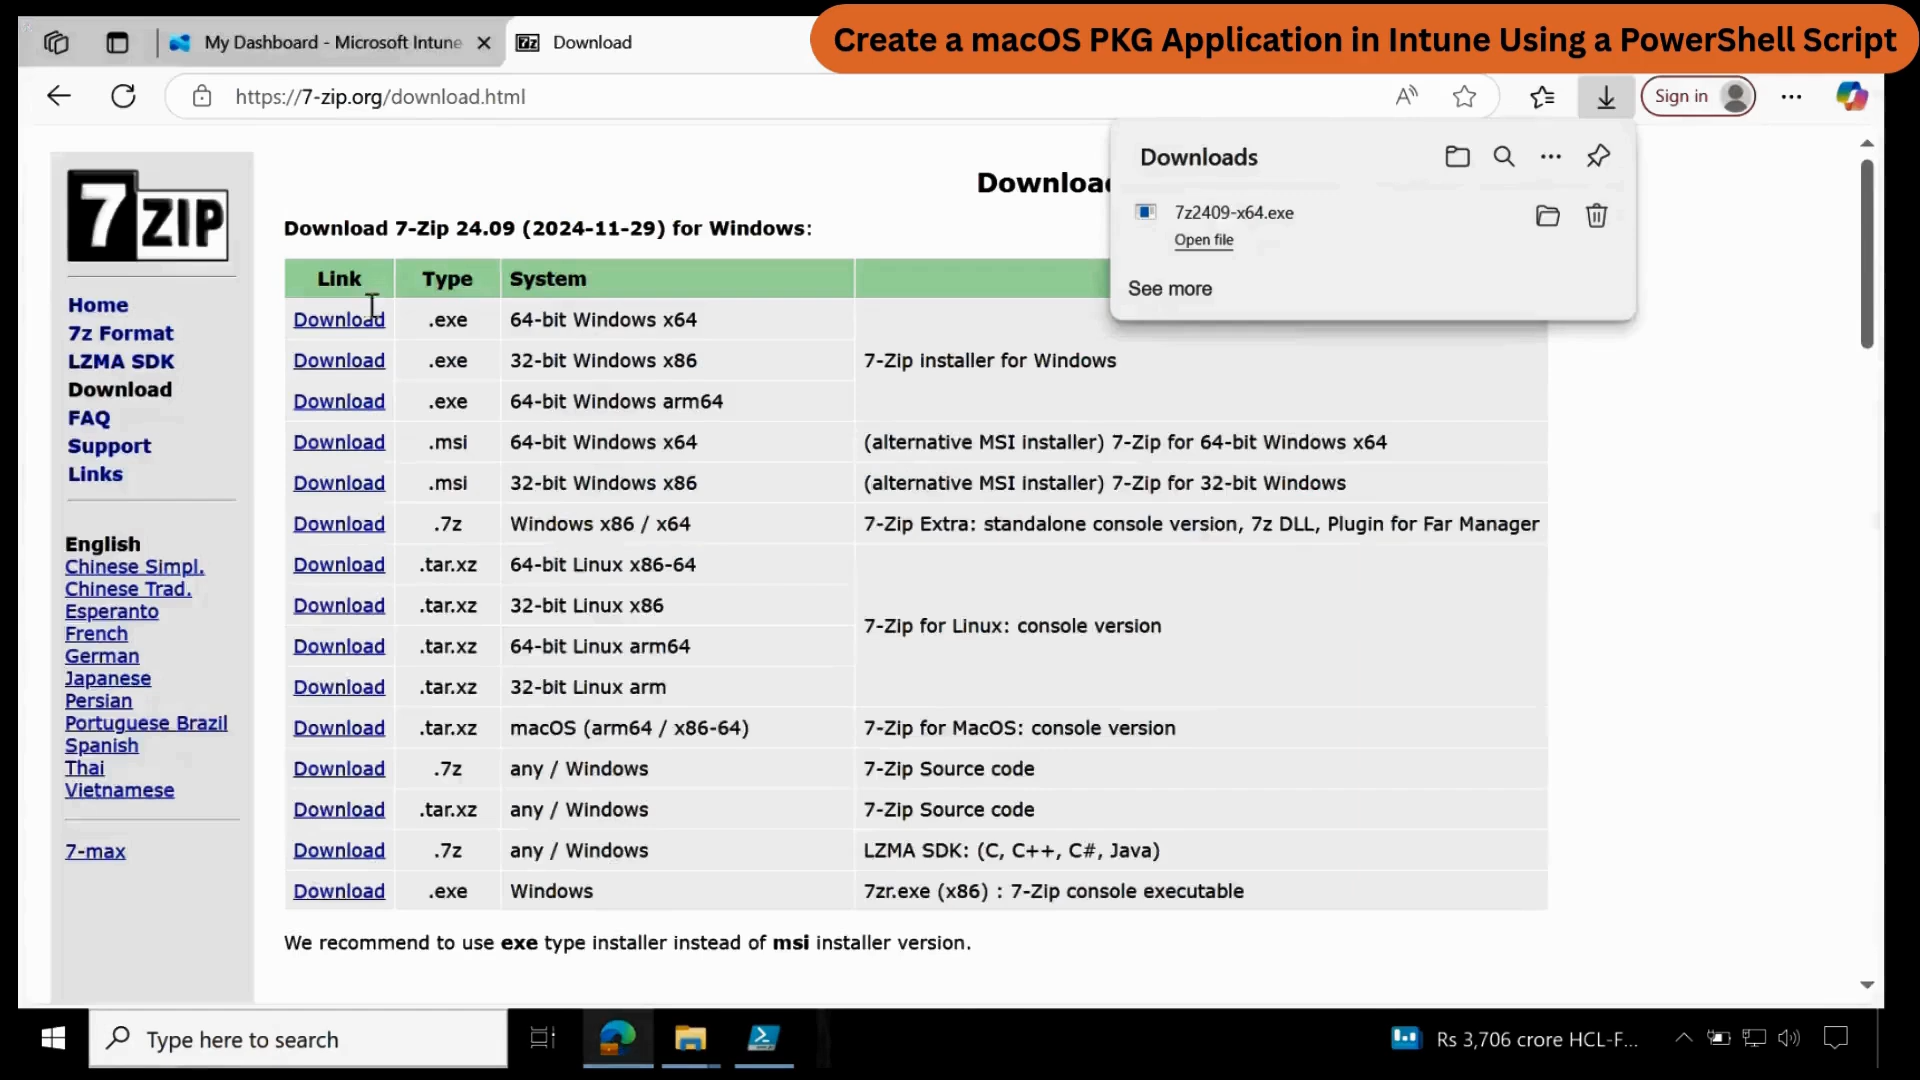 Create a macOS PKG Application in Intune Using a PowerShell Script
My Dashboard - Microsoft Intune
7z Download
https://7-zip.org/download.html
Sign in
Downloads
7z2409-x64.exe
Open file
See more
7 ZIP
Home
7z Format
LZMA SDK
Download
FAQ
Support
Links
English
Chinese Simpl.
Chinese Trad.
Esperanto
French
German
Japanese
Persian
Portuguese Brazil
Spanish
Thai
Vietnamese
7-max
Download
Download 7-Zip 24.09 (2024-11-29) for Windows:
Link Type System
Download .exe 64-bit Windows x64
Download .exe 32-bit Windows x86 7-Zip installer for Windows
Download .exe 64-bit Windows arm64
Download .msi 64-bit Windows x64 (alternative MSI installer) 7-Zip for 64-bit Windows x64
Download .msi 32-bit Windows x86 (alternative MSI installer) 7-Zip for 32-bit Windows
Download .7z Windows x86 / x64 7-Zip Extra: standalone console version, 7z DLL, Plugin for Far Manager
Download .tar.xz 64-bit Linux x86-64
Download .tar.xz 32-bit Linux x86
7-Zip for Linux: console version
Download .tar.xz 64-bit Linux arm64
Download .tar.xz 32-bit Linux arm
Download .tar.xz macOS (arm64 / x86-64) 7-Zip for MacOS: console version
Download .7z any / Windows 7-Zip Source code
Download .tar.xz any / Windows 7-Zip Source code
Download .7z any / Windows LZMA SDK: (C, C++, C#, Java)
Download .exe Windows 7zr.exe (x86) : 7-Zip console executable
We recommend to use exe type installer instead of msi installer version.
Type here to search
Rs 3,706 crore HCL-F...